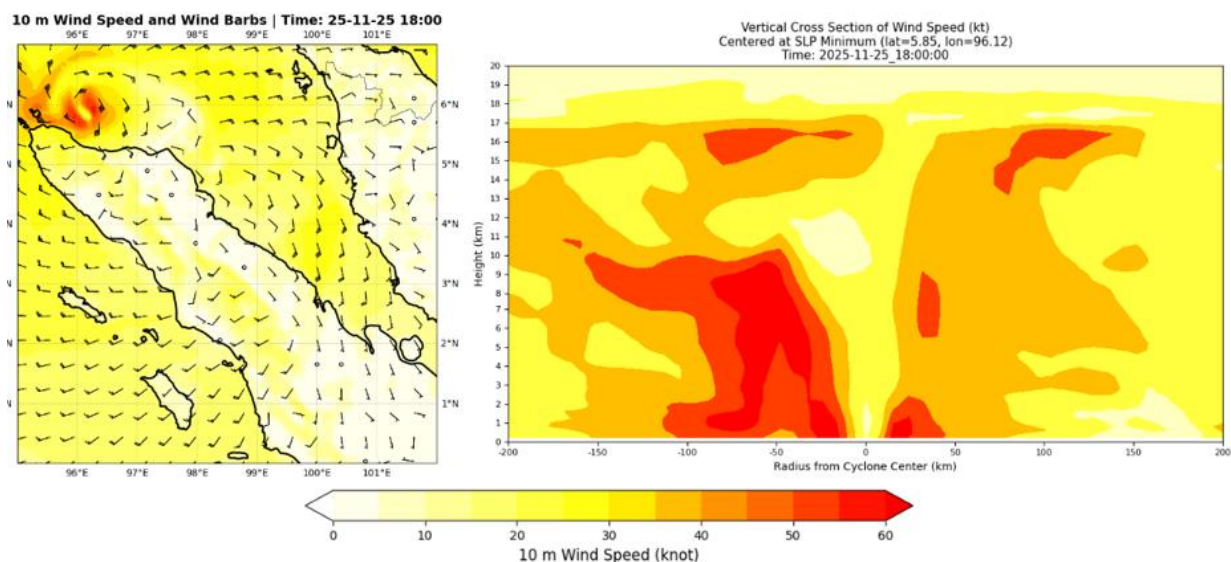 10 m Wind Speed and Wind Barbs | Time: 25-11-25 18:00
96°E 97°E 98°E 99°E 100°E 101°E
6°N
5°N
4°N
3°N
2°N
1°N
96°E 97°E 98°E 99°E 100°E 101°E
Vertical Cross Section of Wind Speed (kt)
Centered at SLP Minimum (lat=5.85, lon=96.12)
Time: 2025-11-25_18:00:00
Height (km)
20
19
18
17
16
15
14
13
12
11
10
9
8
7
6
5
4
3
2
1
0
-200 -150 -100 -50 0 50 100 150 200
Radius from Cyclone Center (km)
0 10 20 30 40 50 60
10 m Wind Speed (knot)